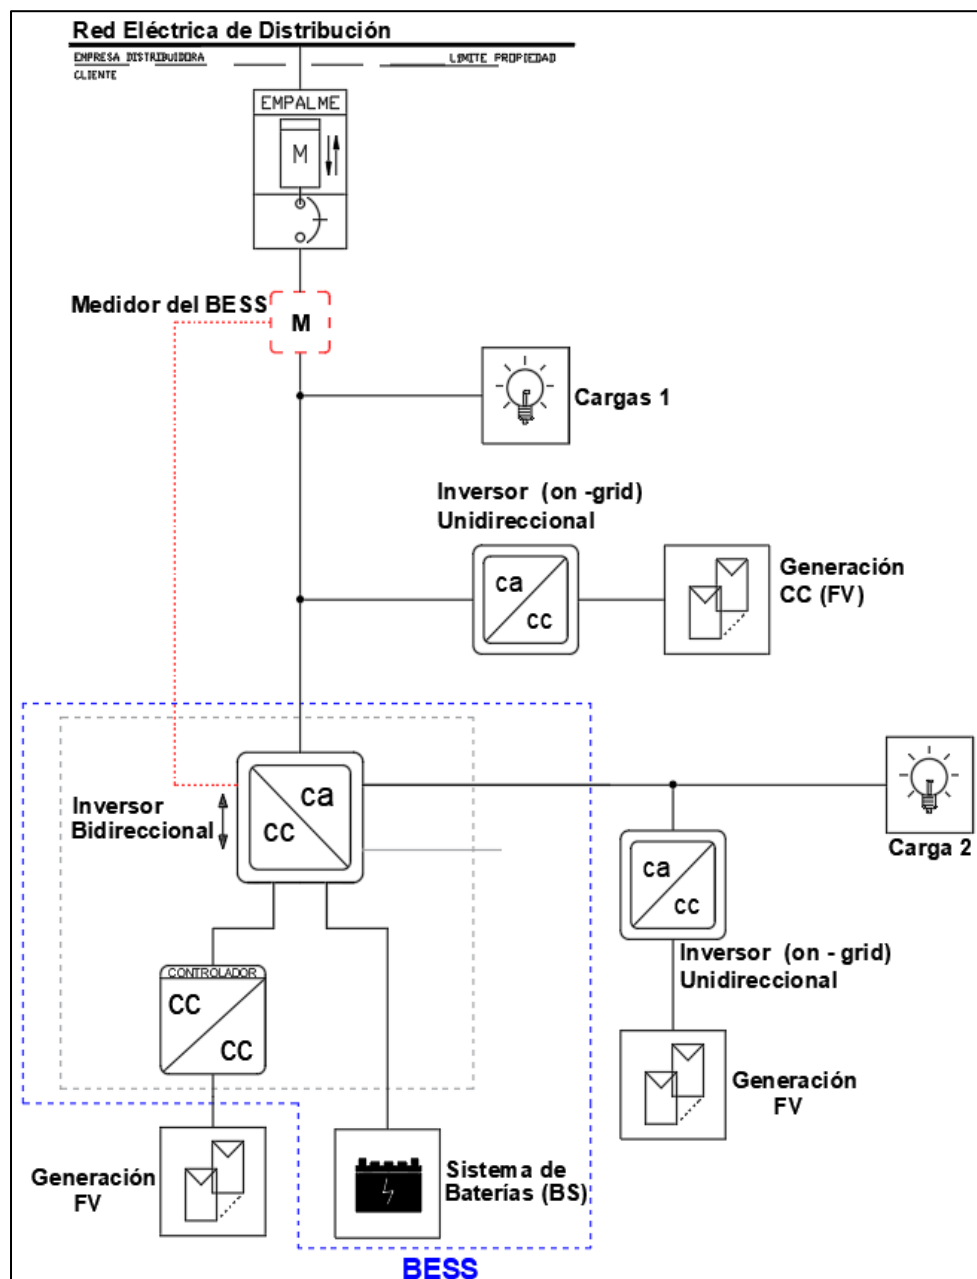 Red Eléctrica de Distribución
EMPRESA DISTRIBUIDORA
LIMITE PROPIEDAD
CLIENTE
EMPALME
M
Medidor del BESS
M
Cargas 1
Inversor (on -grid)
Unidireccional
ca
cc
Generación
CC (FV)
ca
cc
Inversor
Bidireccional
Carga 2
ca
cc
Inversor (on - grid)
Unidireccional
CONTROLADOR
CC
CC
Generación
FV
Generación
FV
Sistema de
Baterías (BS)
BESS